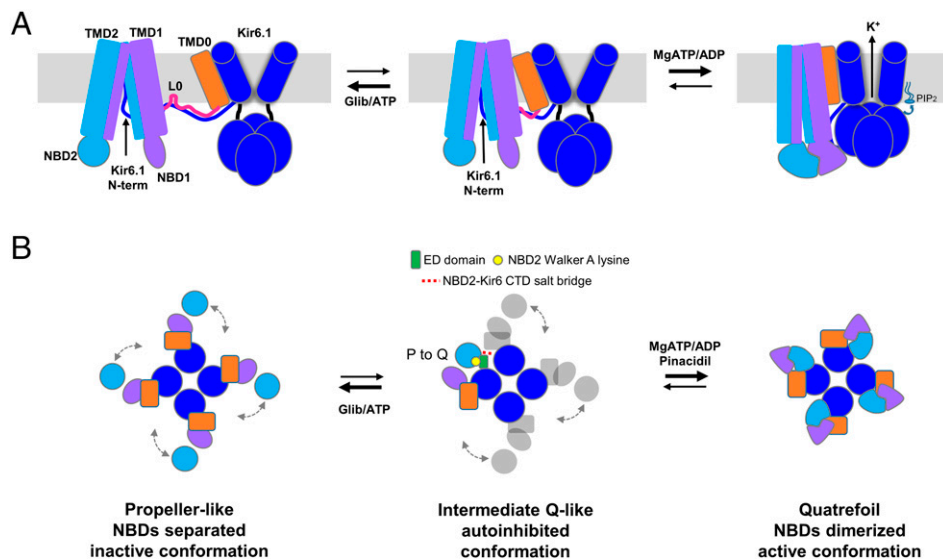 A
TMD2 TMD1
TMD0
Kir6.1
L0
NBD2
Kir6.1
N-term
NBD1
Glib/ATP
Kir6.1
N-term
MgATP/ADP
K+
PIP2
B
ED domain
NBD2 Walker A lysine
NBD2-Kir6 CTD salt bridge
P to Q
Glib/ATP
MgATP/ADP
Pinacidil
Propeller-like
NBDs separated
inactive conformation
Intermediate Q-like
autoinhibited
conformation
Quatrefoil
NBDs dimerized
active conformation